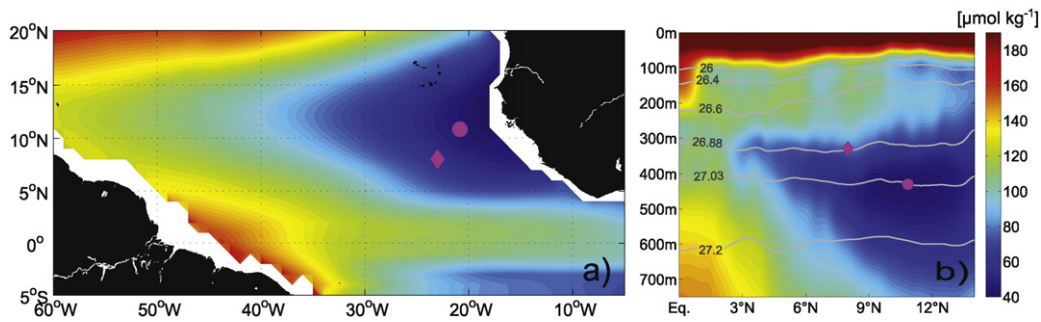 [µmol kg⁻¹]
20°N
15°N
10°N
5°N
0°
5°S
60°W
50°W
40°W
30°W
20°W
10°W
a)
0m
100m
200m
300m
400m
500m
600m
700m
26
26.4
26.6
26.88
27.03
27.2
Eq.
3°N
6°N
9°N
12°N
b)
180
160
140
120
100
80
60
40